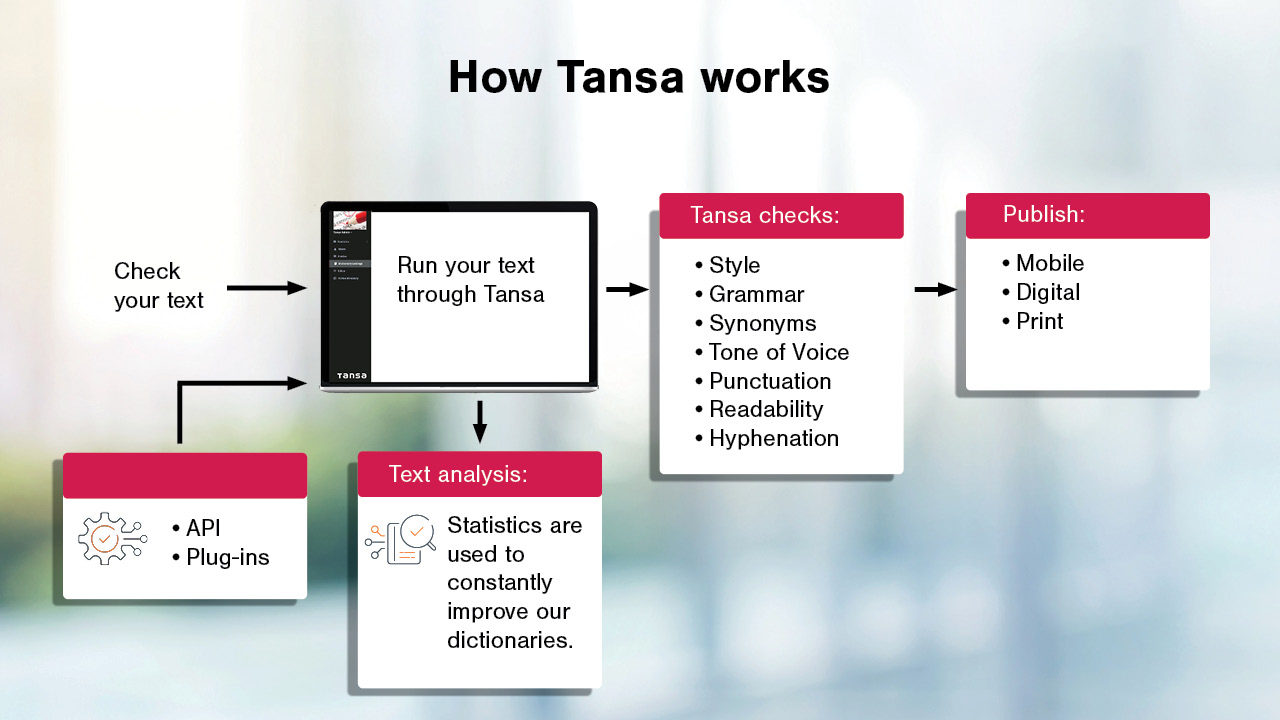 How Tansa works
Check
your text
Run your text
through Tansa
Tansa
Tansa checks:
• Style
• Grammar
• Synonyms
• Tone of Voice
• Punctuation
• Readability
• Hyphenation
Publish:
• Mobile
• Digital
• Print
• API
• Plug-ins
Text analysis:
Statistics are
used to
constantly
improve our
dictionaries.